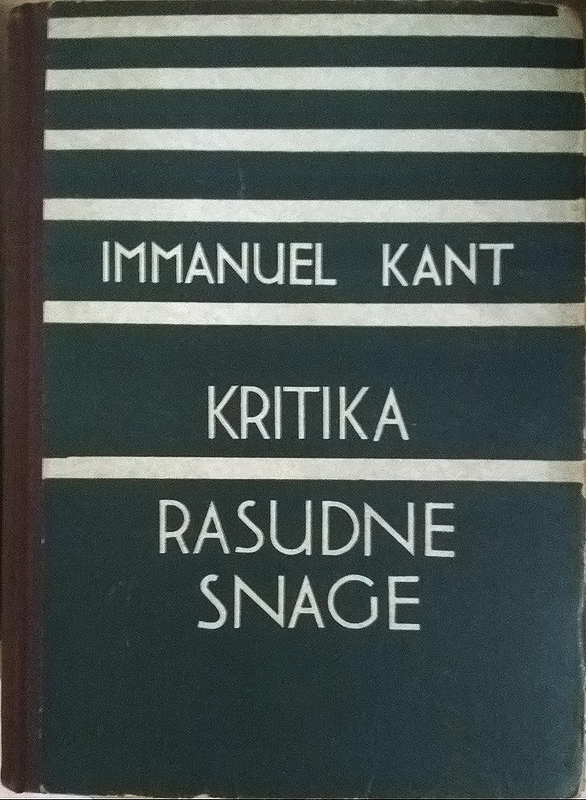 IMMANUEL KANT
KRITIKA
RASUDNE
SNAGE